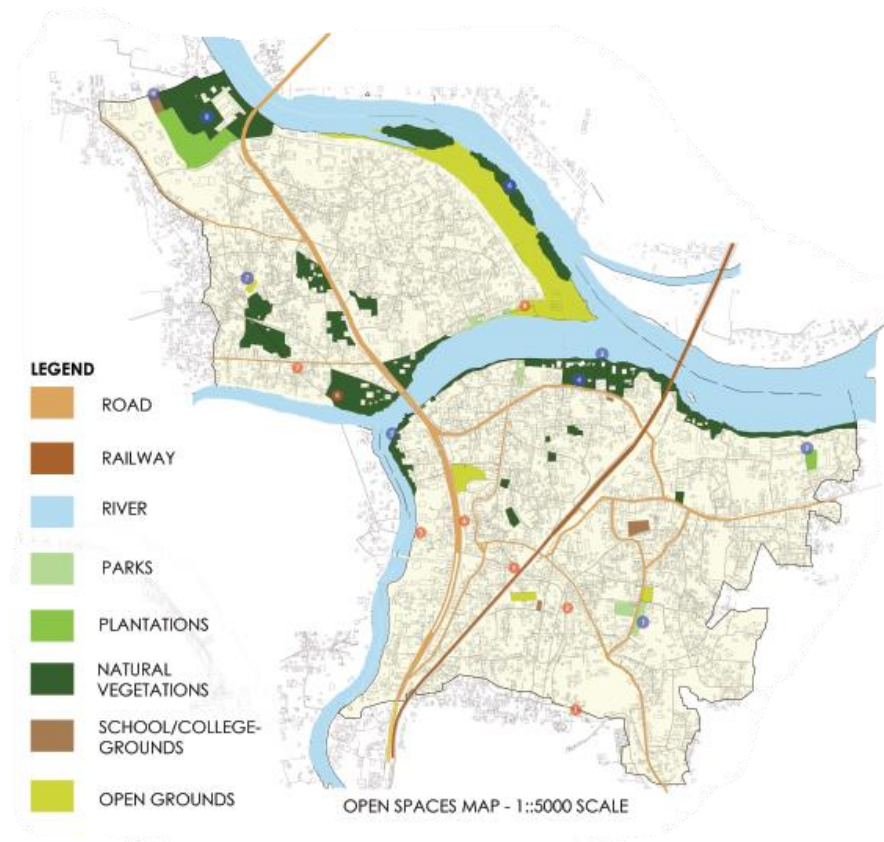 LEGEND
ROAD
RAILWAY
RIVER
PARKS
PLANTATIONS
NATURAL
VEGETATIONS
SCHOOL/COLLEGE-
GROUNDS
OPEN GROUNDS
OPEN SPACES MAP - 1::5000 SCALE